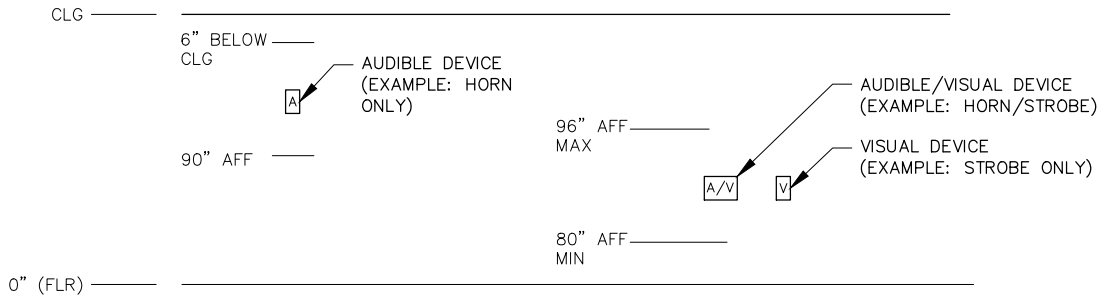 CLG
6" BELOW
CLG
AUDIBLE DEVICE
(EXAMPLE: HORN
ONLY)
A
90" AFF
96" AFF
MAX
AUDIBLE/VISUAL DEVICE
(EXAMPLE: HORN/STROBE)
VISUAL DEVICE
(EXAMPLE: STROBE ONLY)
A/V
V
80" AFF
MIN
0" (FLR)